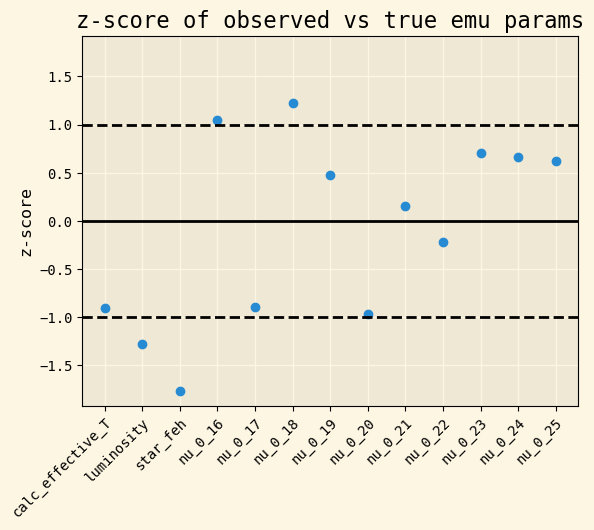 z-score of observed vs true emu params
z-score
1.5
1.0
0.5
0.0
−0.5
−1.0
−1.5
calc_effective_T
luminosity
star_feh
nu_0_16
nu_0_17
nu_0_18
nu_0_19
nu_0_20
nu_0_21
nu_0_22
nu_0_23
nu_0_24
nu_0_25